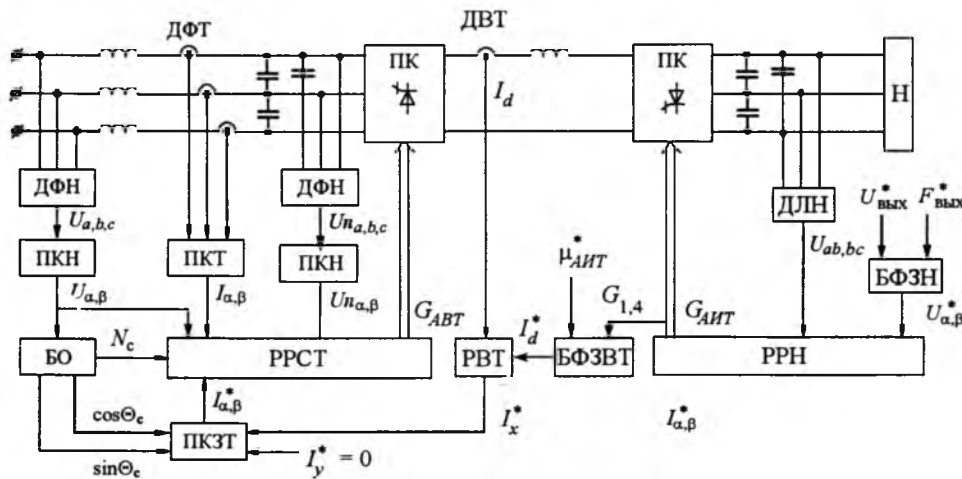 ДФТ
ДВТ
ПК
I_d
ПК
Н
ДФН
ДФН
ДЛН
U*_вых
F*_вых
U_a,b,c
Uп_a,b,c
U_ab,bc
ПКН
ПКТ
ПКН
μ*_АИТ
БФЗН
U_α,β
I_α,β
Uп_α,β
G_АВТ
I*_d
G_1,4
G_АИТ
U*_α,β
БО
N_c
РРСТ
РВТ
БФЗВТ
РРН
cosΘ_c
I*_α,β
ПКЗТ
I*_x
I*_α,β
sinΘ_c
I*_y = 0